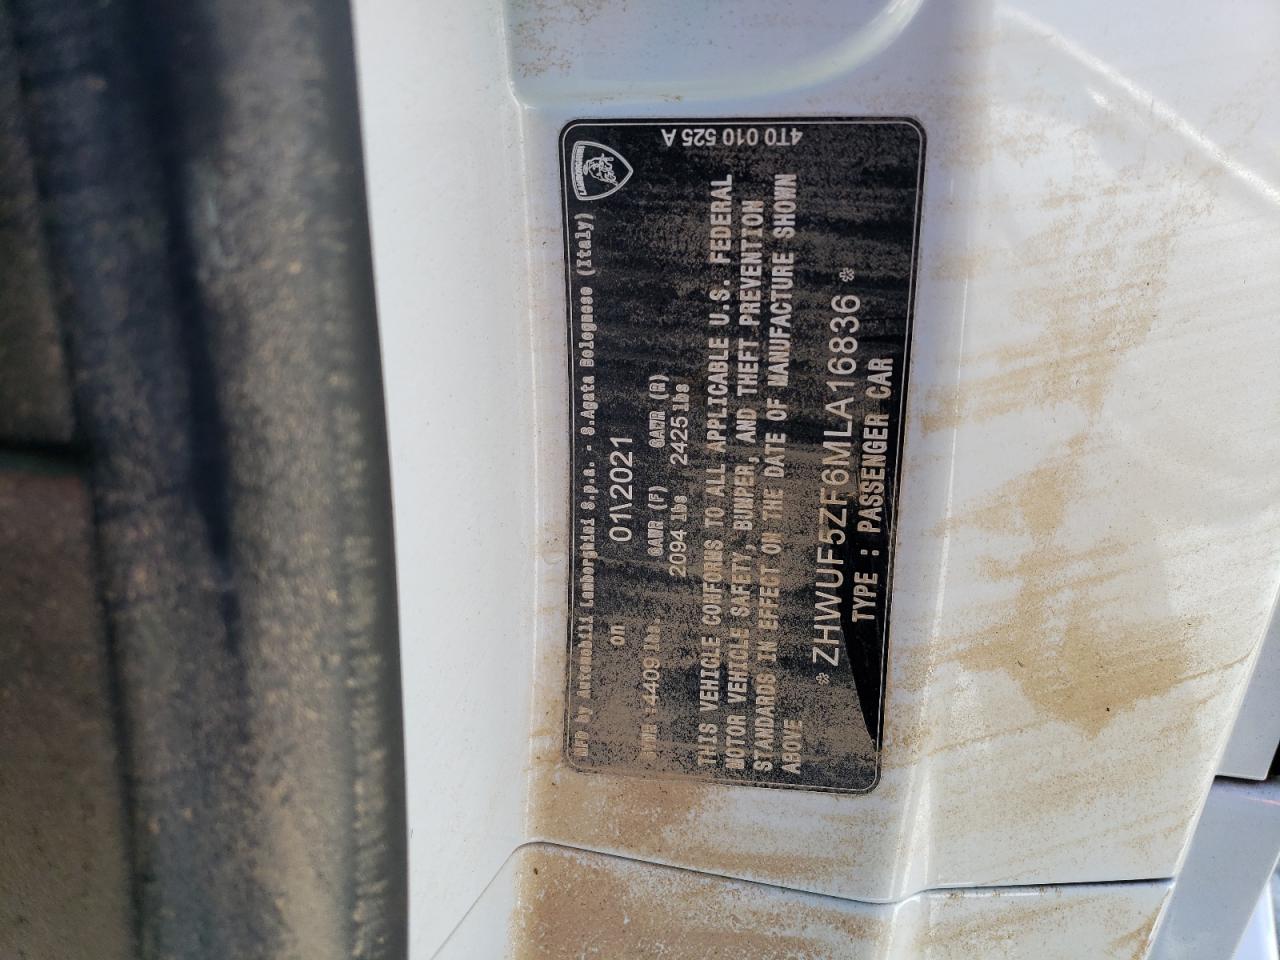 LAMBORGHINI
4T0 010 525 A
MFD by Automobili Lamborghini S.p.A. - S.Agata Bolognese (Italy)
on 01\2021
GVWR :4409 lbs. GAWR (F) GAWR (R)
2094 lbs 2425 lbs
THIS VEHICLE CONFORMS TO ALL APPLICABLE U.S. FEDERAL
MOTOR VEHICLE SAFETY, BUMPER, AND THEFT PREVENTION
STANDARDS IN EFFECT ON THE DATE OF MANUFACTURE SHOWN
ABOVE
* ZHWUF5ZF6MLA16836 *
TYPE : PASSENGER CAR